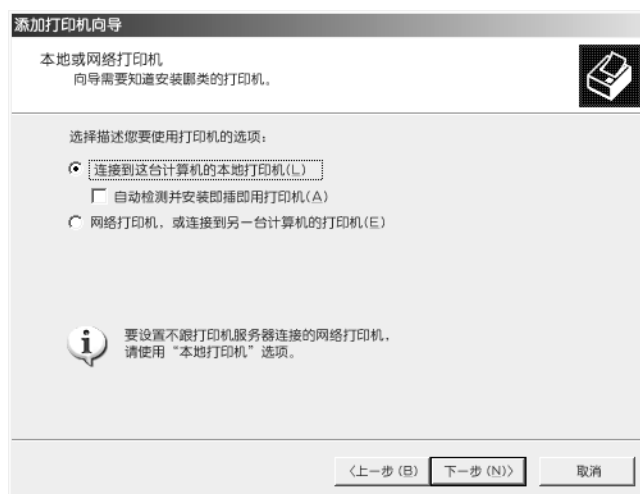 添加打印机向导
本地或网络打印机
向导需要知道安装那类的打印机。
选择描述您要使用打印机的选项:
连接到这台计算机的本地打印机(L)
自动检测并安装即插即用打印机(A)
网络打印机，或连接到另一台计算机的打印机(E)
要设置不跟打印机服务器连接的网络打印机，
请使用“本地打印机”选项。
〈上一步(B) 下一步(N)〉 取消